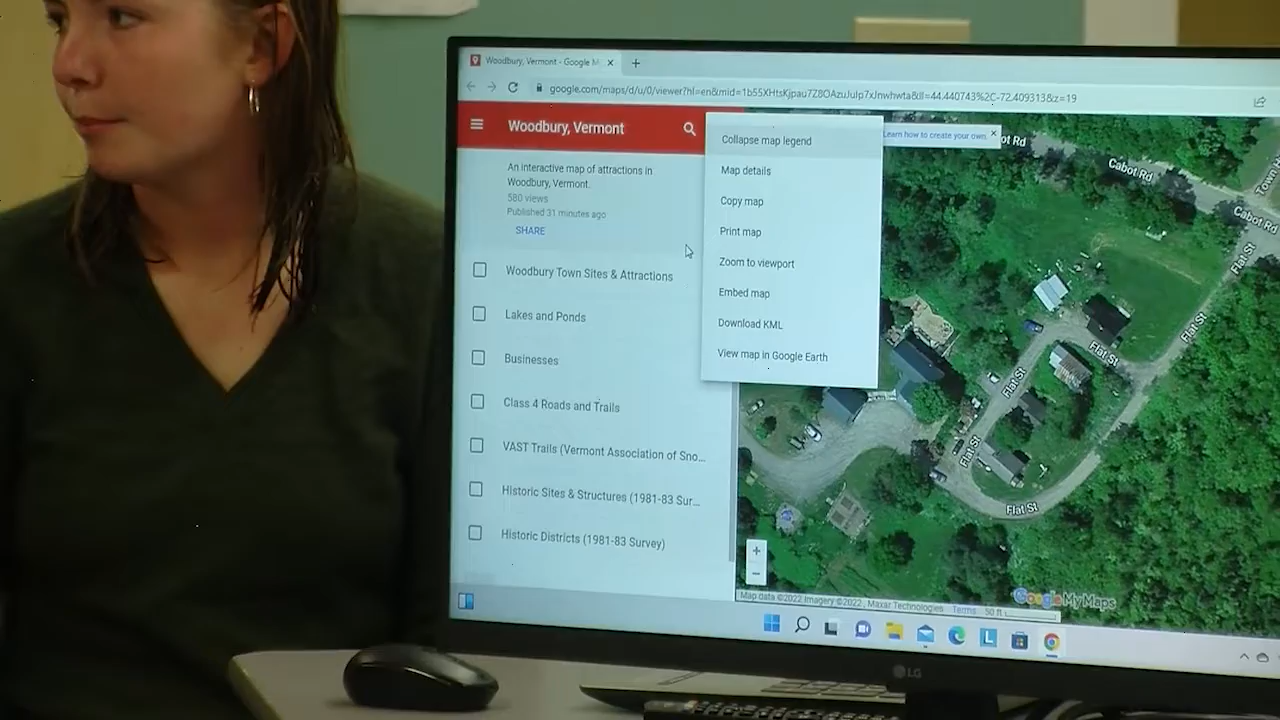 Woodbury, Vermont - Google M
google.com/maps/d/u/0/viewer?hl=en&mid=1b55XHtsKjpau7Z8OAzuJulp7xJnwhwta&ll=44.440743%2C-72.409313&z=19
Woodbury, Vermont
An interactive map of attractions in
Woodbury, Vermont.
580 views
Published 31 minutes ago
SHARE
Woodbury Town Sites & Attractions
Lakes and Ponds
Businesses
Class 4 Roads and Trails
VAST Trails (Vermont Association of Sno...
Historic Sites & Structures (1981-83 Sur...
Historic Districts (1981-83 Survey)
Collapse map legend
Map details
Copy map
Print map
Zoom to viewport
Embed map
Download KML
View map in Google Earth
Learn how to create your own.
ot Rd
Cabot Rd
Cabot Rd
Town H
Flat St
Flat St
Flat St
Flat St
Flat St
Flat St
Google My Maps
Map data ©2022 Imagery ©2022 , Maxar Technologies
Terms
50 ft
L
LG